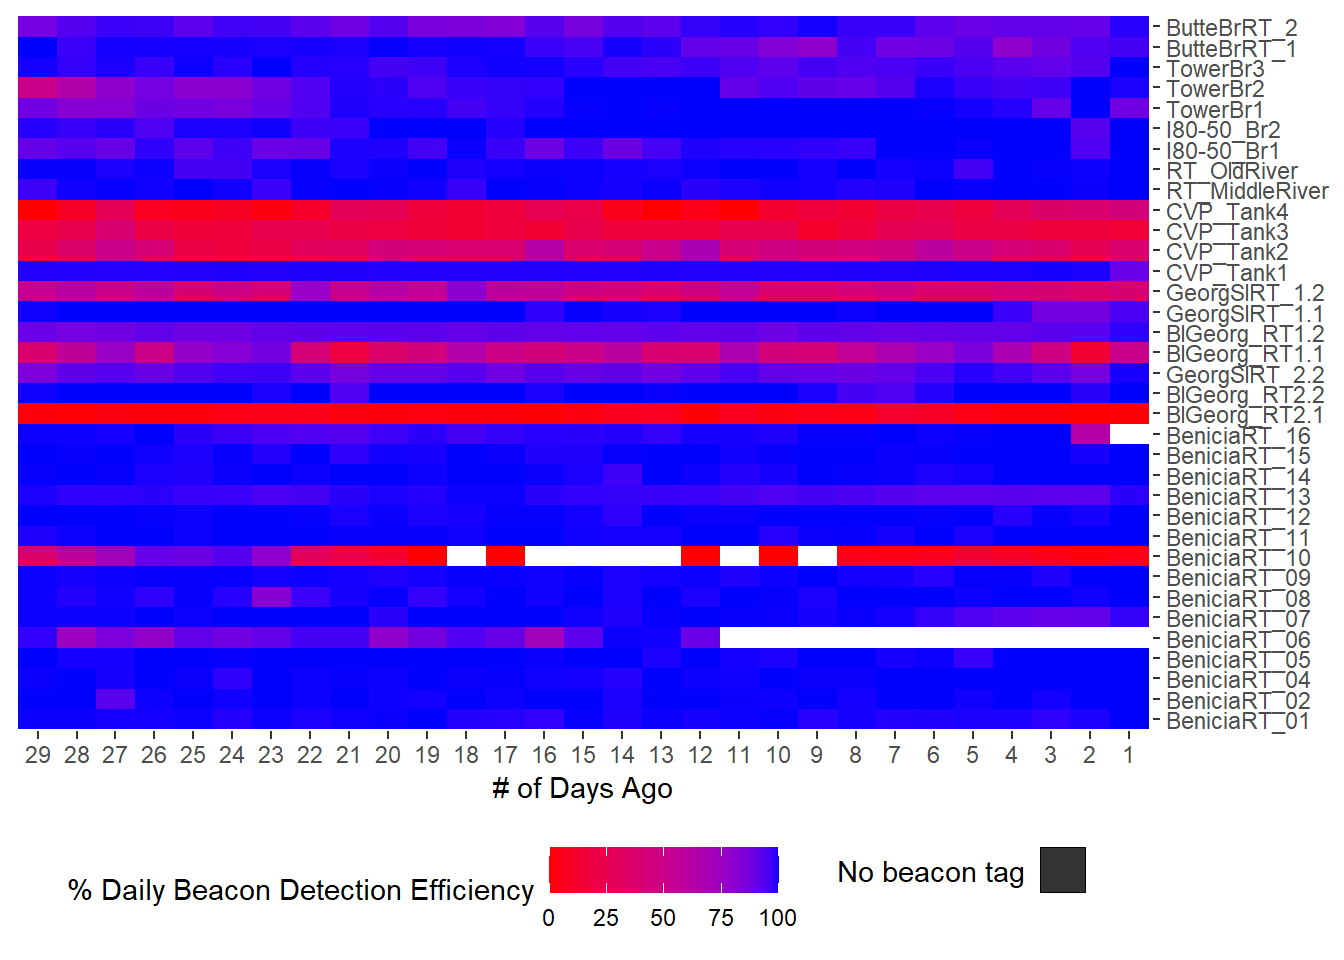 ButteBrRT_2
ButteBrRT_1
TowerBr3
TowerBr2
TowerBr1
I80-50_Br2
I80-50_Br1
RT_OldRiver
RT_MiddleRiver
CVP_Tank4
CVP_Tank3
CVP_Tank2
CVP_Tank1
GeorgSlRT_1.2
GeorgSlRT_1.1
BlGeorg_RT1.2
BlGeorg_RT1.1
GeorgSlRT_2.2
BlGeorg_RT2.2
BlGeorg_RT2.1
BeniciaRT_16
BeniciaRT_15
BeniciaRT_14
BeniciaRT_13
BeniciaRT_12
BeniciaRT_11
BeniciaRT_10
BeniciaRT_09
BeniciaRT_08
BeniciaRT_07
BeniciaRT_06
BeniciaRT_05
BeniciaRT_04
BeniciaRT_02
BeniciaRT_01
29 28 27 26 25 24 23 22 21 20 19 18 17 16 15 14 13 12 11 10 9 8 7 6 5 4 3 2 1
# of Days Ago
% Daily Beacon Detection Efficiency
0 25 50 75 100
No beacon tag